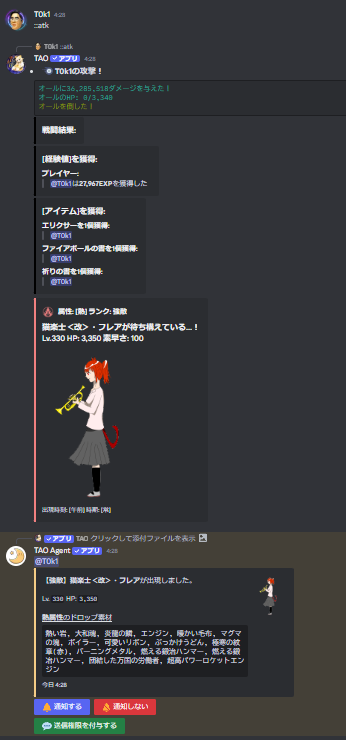 T0k1 4:28
::atk
T0k1 ::atk
TAO アプリ 4:28
T0k1の攻撃！
オールに36,285,518ダメージを与えた！
オールのHP: 0/3,340
オールを倒した！
戦闘結果:
[経験値]を獲得:
プレイヤー:
@T0k1は27,967EXPを獲得した
[アイテム]を獲得:
エリクサーを1個獲得:
@T0k1
ファイアボールの書を1個獲得:
@T0k1
祈りの書を1個獲得:
@T0k1
属性: [熱] ランク: 強敵
猫楽士＜改＞・フレアが待ち構えている...！
Lv.330 HP: 3,350 素早さ: 100
出現時刻: [午前] 時期: [秋]
アプリ TAO クリックして添付ファイルを表示
TAO Agent アプリ 4:28
@T0k1
【強敵】猫楽士＜改＞・フレアが出現しました。
Lv. 330 HP: 3,350
熱属性のドロップ素材
熱い岩, 大和魂, 炎龍の鱗, エンジン, 暖かい毛布, マグマ
の塊, ボイラー, 可愛いリボン, ぶっかけうどん, 極寒の紋
章(赤), バーニングメタル, 燃える鍛冶ハンマー, 燃える鍛
冶ハンマー, 団結した万国の労働者, 超高パワーロケットエン
ジン
今日 4:28
通知する 通知しない
送信権限を付与する